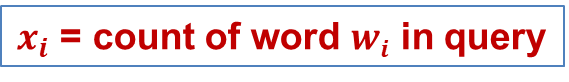 𝑥ᵢ = count of word 𝑤ᵢ in query